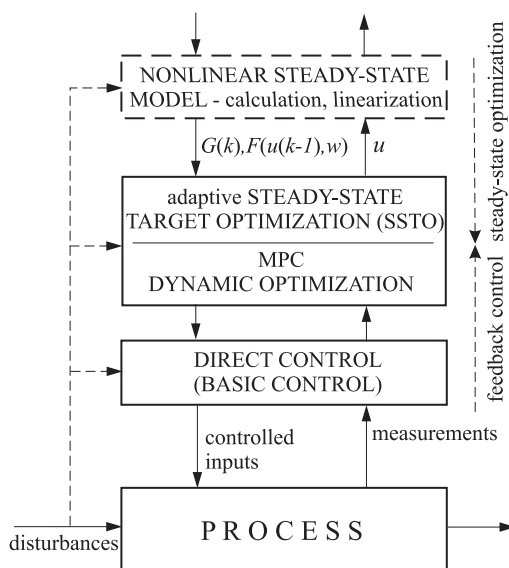 NONLINEAR STEADY-STATE
MODEL - calculation, linearization
G(k),F(u(k-1),w)
u
adaptive STEADY-STATE
TARGET OPTIMIZATION (SSTO)
MPC
DYNAMIC OPTIMIZATION
DIRECT CONTROL
(BASIC CONTROL)
controlled
inputs
measurements
PROCESS
disturbances
steady-state optimization
feedback control